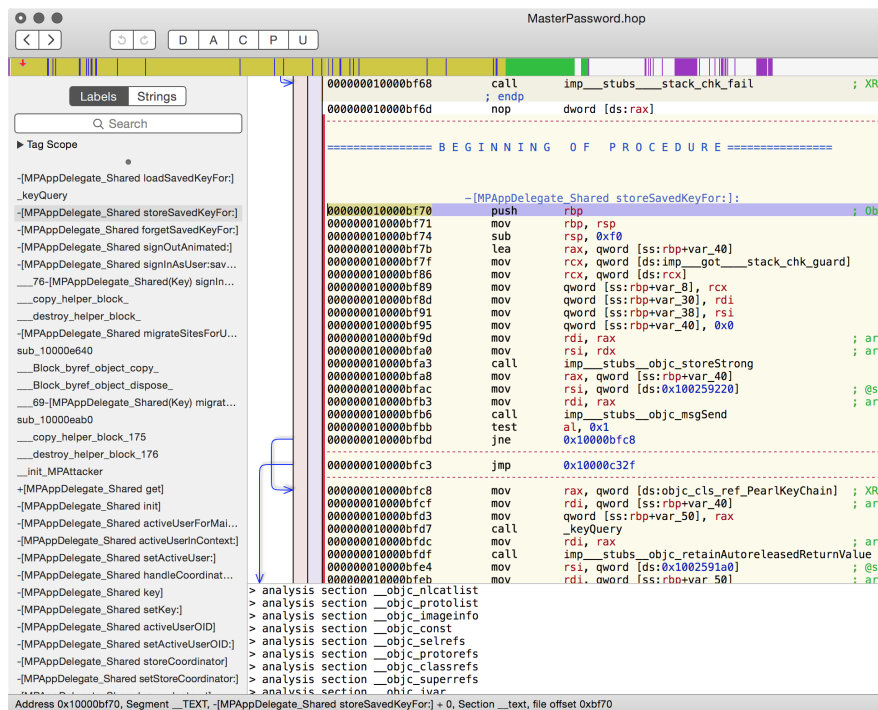 MasterPassword.hop
D A C P U
Labels Strings
Search
Tag Scope
-[MPAppDelegate_Shared loadSavedKeyFor:]
_keyQuery
-[MPAppDelegate_Shared storeSavedKeyFor:]
-[MPAppDelegate_Shared forgetSavedKeyFor:]
-[MPAppDelegate_Shared signOutAnimated:]
-[MPAppDelegate_Shared signInAsUser:sav...
___76-[MPAppDelegate_Shared(Key) signIn...
___copy_helper_block_
___destroy_helper_block_
-[MPAppDelegate_Shared migrateSitesForU...
sub_10000e640
___Block_byref_object_copy_
___Block_byref_object_dispose_
___69-[MPAppDelegate_Shared(Key) migrat...
sub_10000eab0
___copy_helper_block_175
___destroy_helper_block_176
__init_MPAttacker
+[MPAppDelegate_Shared get]
-[MPAppDelegate_Shared init]
-[MPAppDelegate_Shared activeUserForMai...
-[MPAppDelegate_Shared activeUserInContext:]
-[MPAppDelegate_Shared setActiveUser:]
-[MPAppDelegate_Shared handleCoordinat...
-[MPAppDelegate_Shared key]
-[MPAppDelegate_Shared setKey:]
-[MPAppDelegate_Shared activeUserOID]
-[MPAppDelegate_Shared setActiveUserOID:]
-[MPAppDelegate_Shared storeCoordinator]
-[MPAppDelegate_Shared setStoreCoordinator:]
000000010000bf68 call imp___stubs____stack_chk_fail ; XR
; endp
000000010000bf6d nop dword [ds:rax]
================ B E G I N N I N G   O F   P R O C E D U R E ================
-[MPAppDelegate_Shared storeSavedKeyFor:]:
000000010000bf70 push rbp ; Ob
000000010000bf71 mov rbp, rsp
000000010000bf74 sub rsp, 0xf0
000000010000bf7b lea rax, qword [ss:rbp+var_40]
000000010000bf7f mov rcx, qword [ds:imp___got____stack_chk_guard]
000000010000bf86 mov rcx, qword [ds:rcx]
000000010000bf89 mov qword [ss:rbp+var_8], rcx
000000010000bf8d mov qword [ss:rbp+var_30], rdi
000000010000bf91 mov qword [ss:rbp+var_38], rsi
000000010000bf95 mov qword [ss:rbp+var_40], 0x0
000000010000bf9d mov rdi, rax ; ar
000000010000bfa0 mov rsi, rdx ; ar
000000010000bfa3 call imp___stubs__objc_storeStrong
000000010000bfa8 mov rax, qword [ss:rbp+var_40]
000000010000bfac mov rsi, qword [ds:0x100259220] ; @s
000000010000bfb3 mov rdi, rax ; ar
000000010000bfb6 call imp___stubs__objc_msgSend
000000010000bfbb test al, 0x1
000000010000bfbd jne 0x10000bfc8
000000010000bfc3 jmp 0x10000c32f
000000010000bfc8 mov rax, qword [ds:objc_cls_ref_PearlKeyChain] ; XR
000000010000bfcf mov rdi, qword [ss:rbp+var_40] ; ar
000000010000bfd3 mov qword [ss:rbp+var_50], rax
000000010000bfd7 call _keyQuery
000000010000bfdc mov rdi, rax ; ar
000000010000bfdf call imp___stubs__objc_retainAutoreleasedReturnValue
000000010000bfe4 mov rsi, qword [ds:0x1002591a0] ; @s
000000010000bfeb mov rdi, qword [ss:rbp+var_50] ; ar
> analysis section __objc_nlcatlist
> analysis section __objc_protolist
> analysis section __objc_imageinfo
> analysis section __objc_const
> analysis section __objc_selrefs
> analysis section __objc_protorefs
> analysis section __objc_classrefs
> analysis section __objc_superrefs
> analysis section __objc_ivar
Address 0x10000bf70, Segment __TEXT, -[MPAppDelegate_Shared storeSavedKeyFor:] + 0, Section __text, file offset 0xbf70